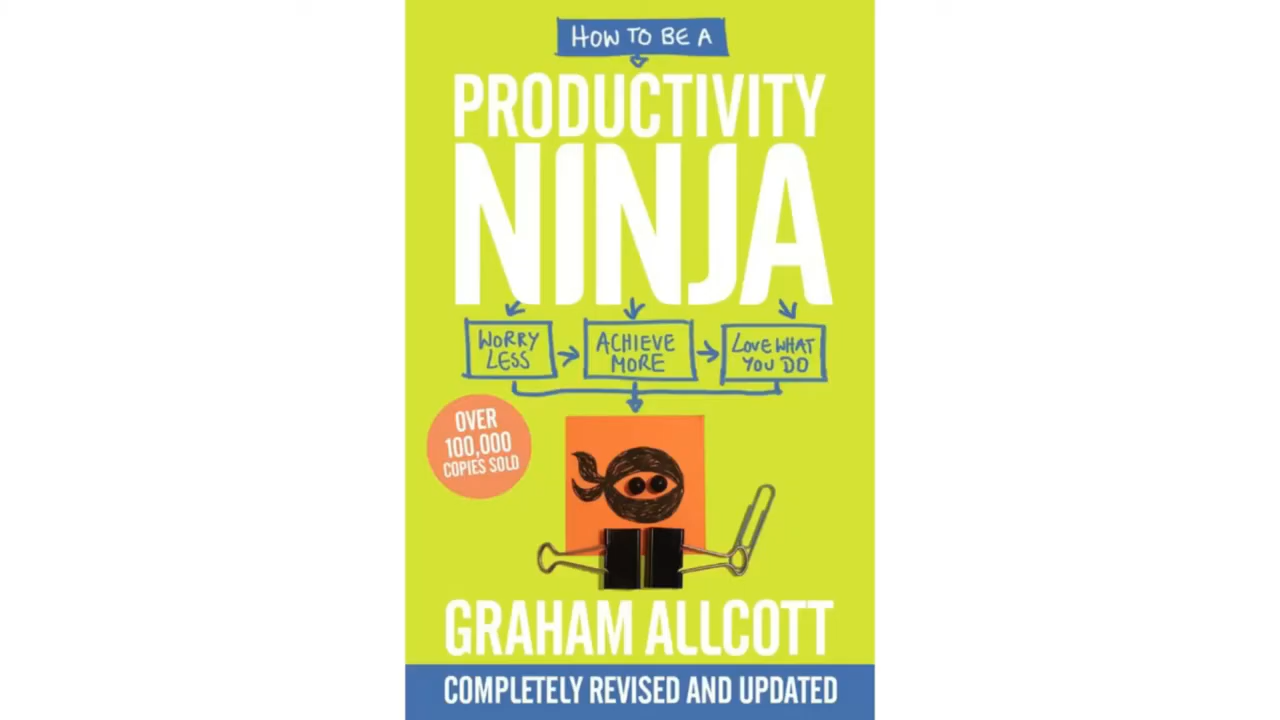 HOW TO BE A
PRODUCTIVITY
NINJA
WORRY
LESS
ACHIEVE
MORE
LOVE WHAT
YOU DO
OVER
100,000
COPIES SOLD
GRAHAM ALLCOTT
COMPLETELY REVISED AND UPDATED